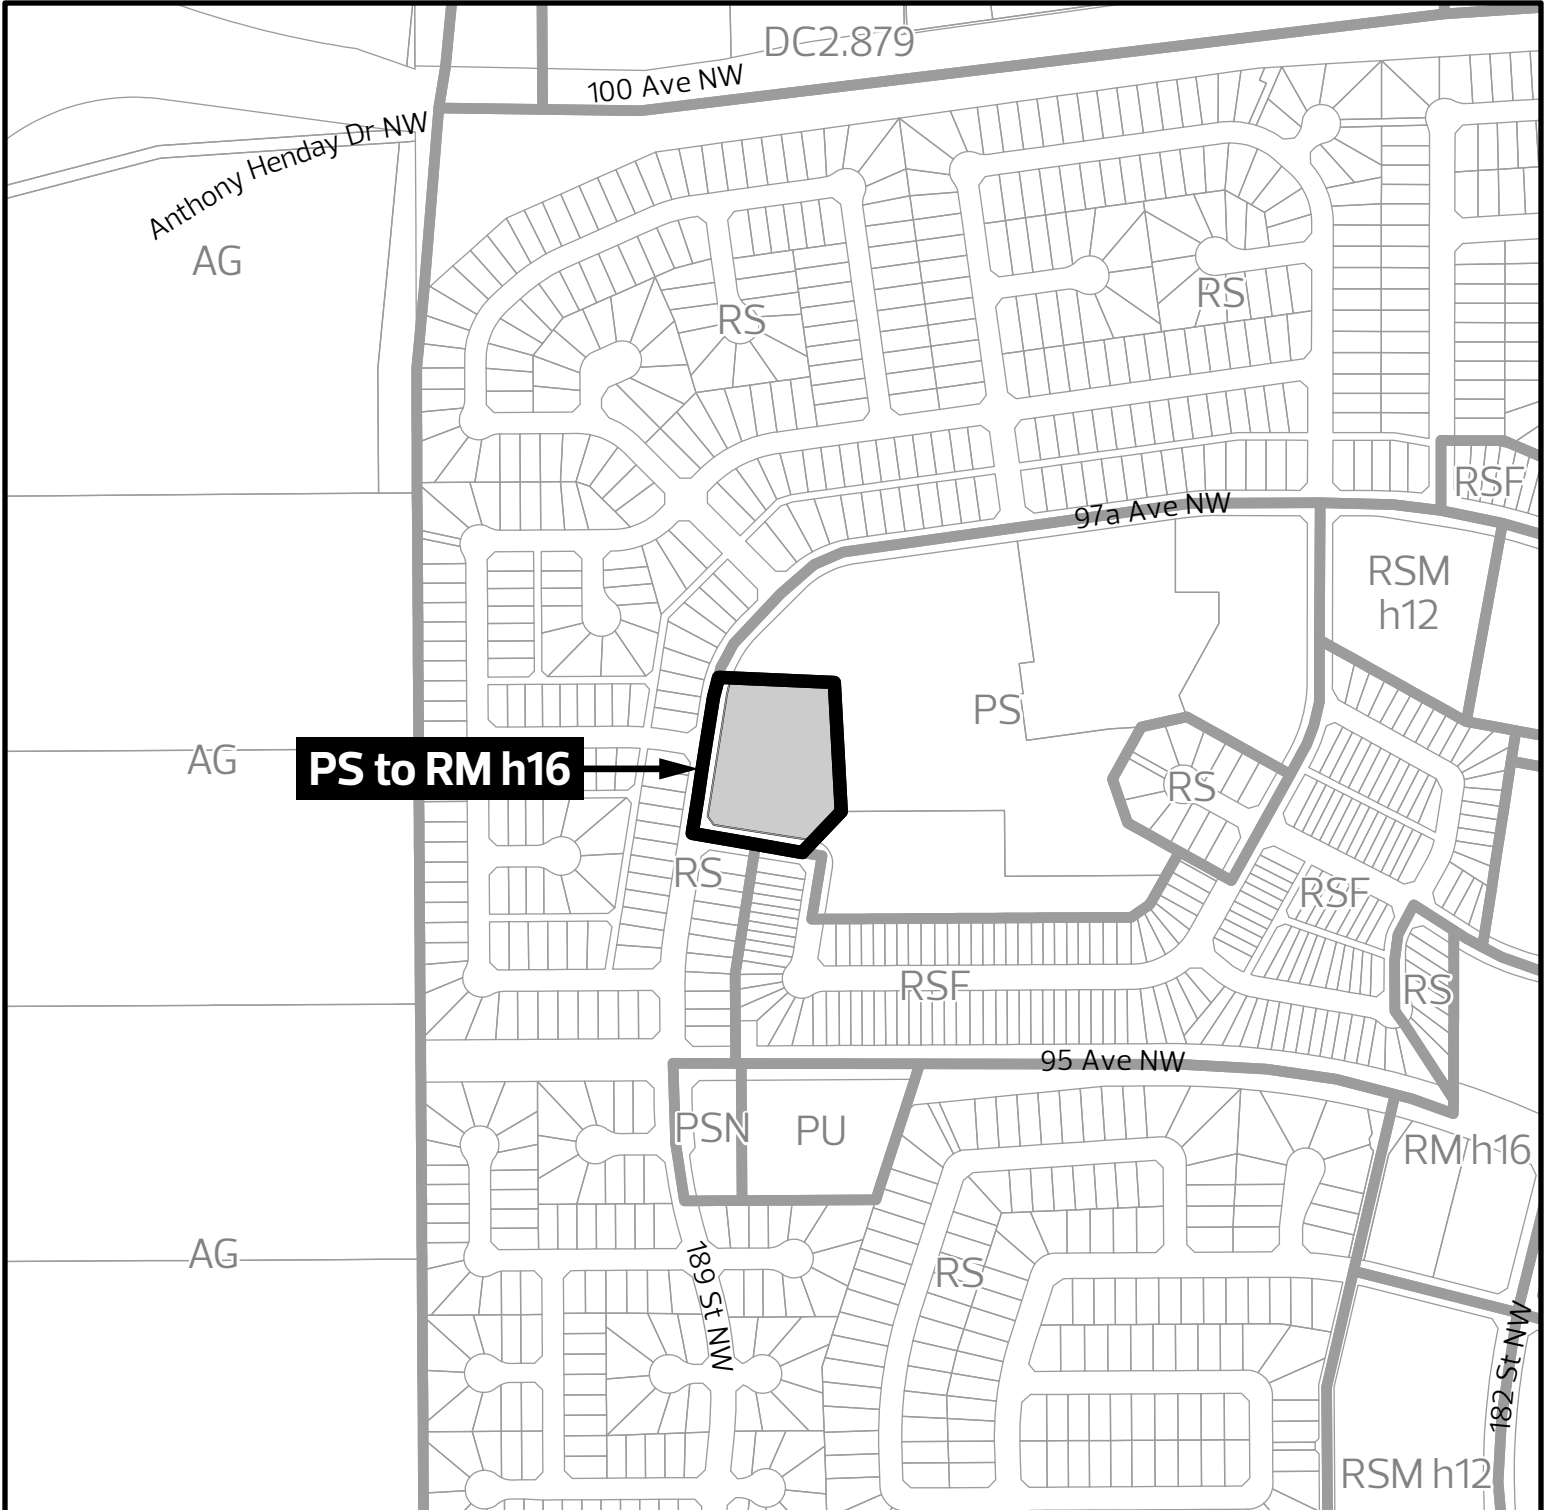 DC2.879
100 Ave NW
Anthony Henday Dr NW
AG
RS
RS
RSF
97a Ave NW
RSM
h12
PS
AG
PS to RM h16
RS
RS
RSF
RSF
RS
95 Ave NW
PSN
PU
RM h16
AG
189 St NW
RS
182 St NW
RSM h12